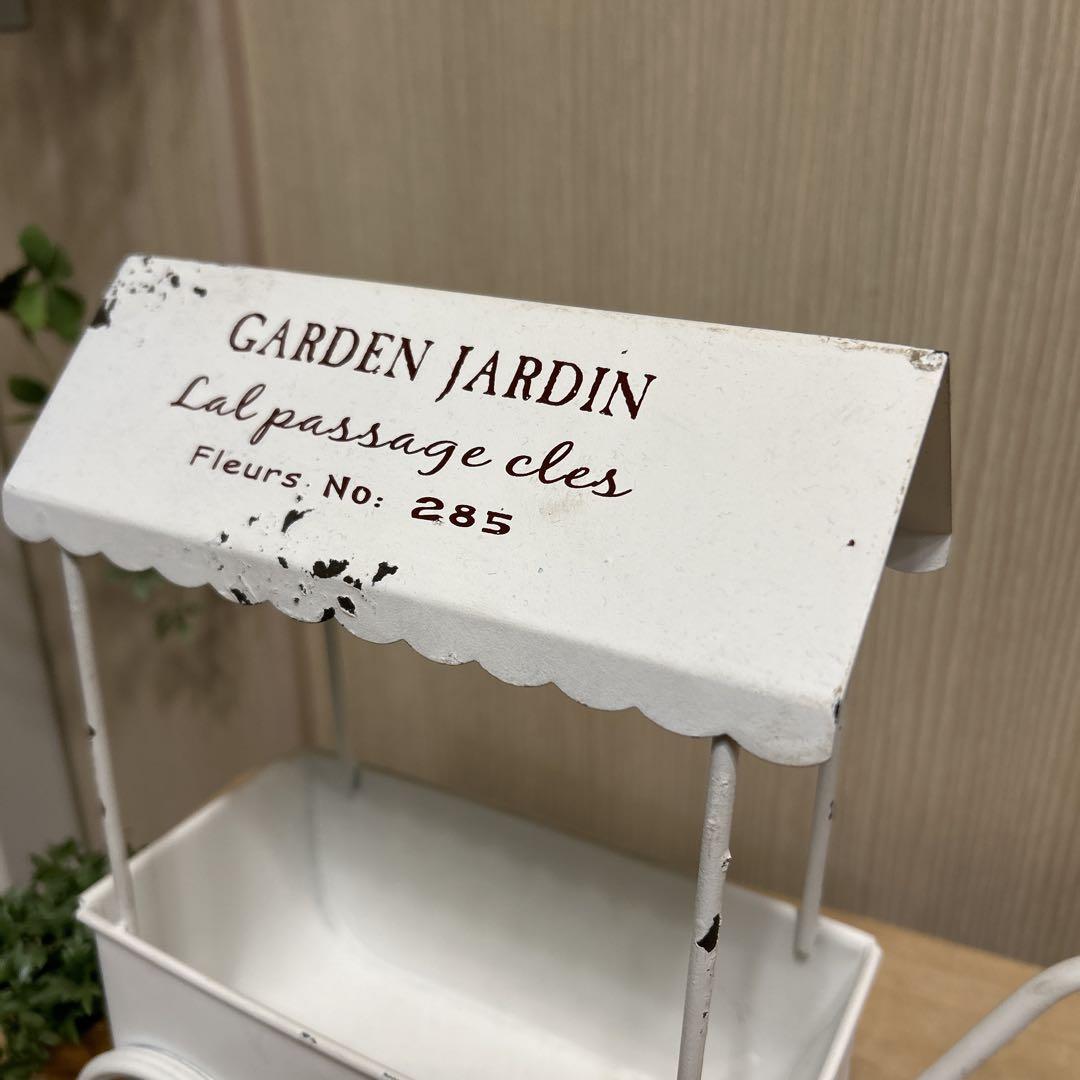 GARDEN JARDIN
Lal passage cles
Fleurs. No: 285